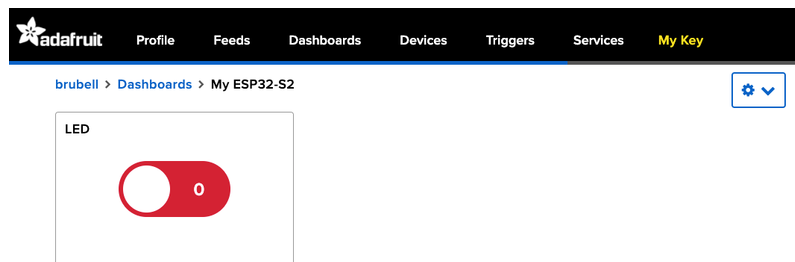 adafruit Profile Feeds Dashboards Devices Triggers Services My Key
brubell > Dashboards > My ESP32-S2
LED
0